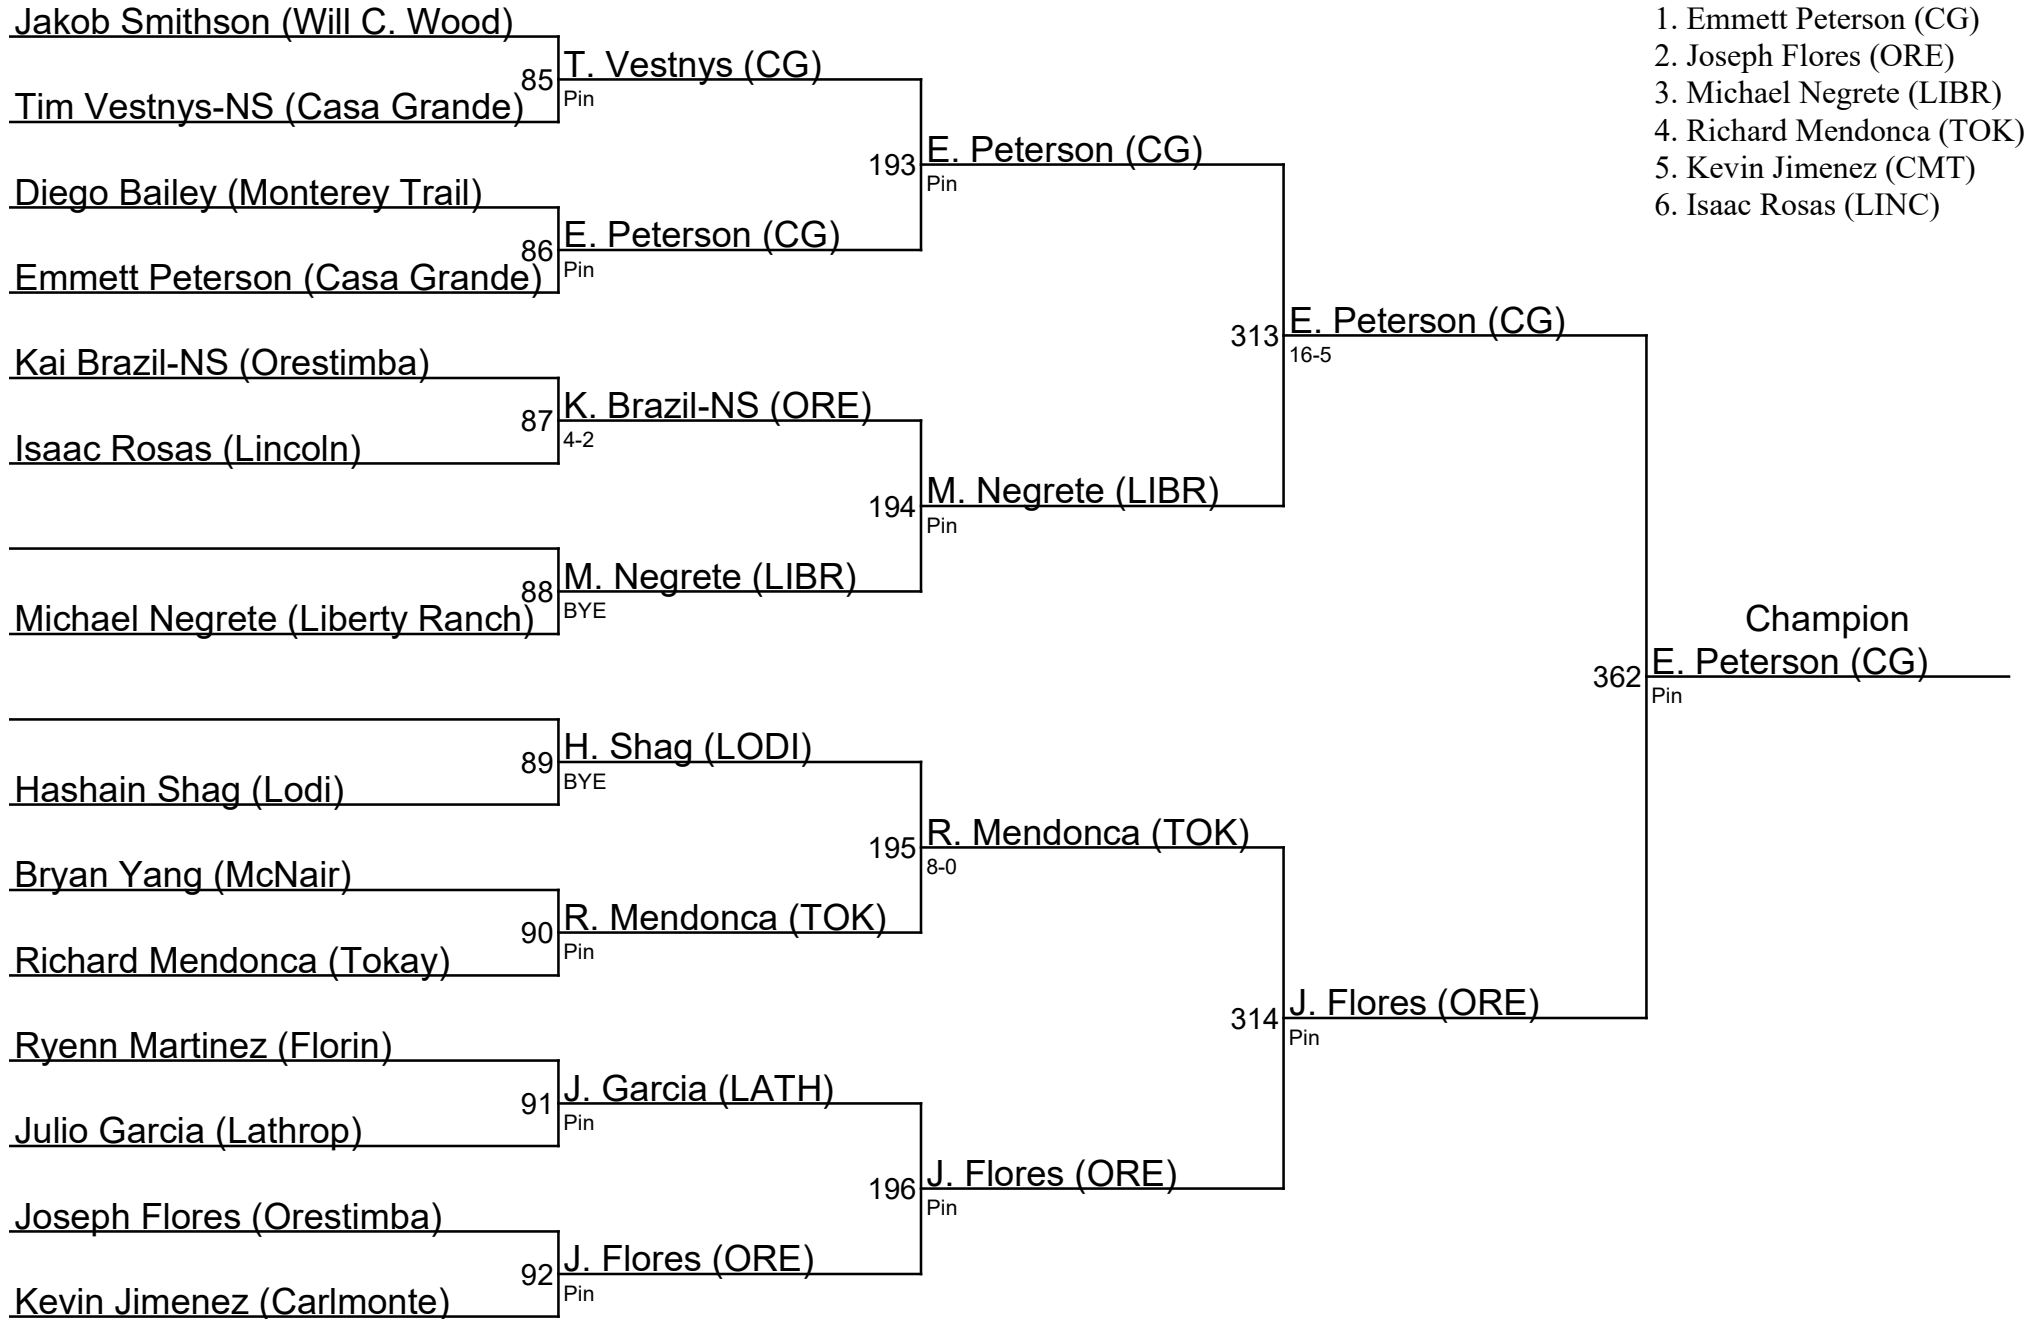 Jakob Smithson (Will C. Wood)
85
T. Vestnys (CG)
Pin
Tim Vestnys-NS (Casa Grande)
193
E. Peterson (CG)
Pin
Diego Bailey (Monterey Trail)
86
E. Peterson (CG)
Pin
Emmett Peterson (Casa Grande)
313
E. Peterson (CG)
16-5
Kai Brazil-NS (Orestimba)
87
K. Brazil-NS (ORE)
4-2
Isaac Rosas (Lincoln)
194
M. Negrete (LIBR)
Pin
88
M. Negrete (LIBR)
BYE
Michael Negrete (Liberty Ranch)
362
Champion
E. Peterson (CG)
Pin
89
H. Shag (LODI)
BYE
Hashain Shag (Lodi)
195
R. Mendonca (TOK)
8-0
Bryan Yang (McNair)
90
R. Mendonca (TOK)
Pin
Richard Mendonca (Tokay)
314
J. Flores (ORE)
Pin
Ryenn Martinez (Florin)
91
J. Garcia (LATH)
Pin
Julio Garcia (Lathrop)
196
J. Flores (ORE)
Pin
Joseph Flores (Orestimba)
92
J. Flores (ORE)
Pin
Kevin Jimenez (Carlmonte)
1. Emmett Peterson (CG)
2. Joseph Flores (ORE)
3. Michael Negrete (LIBR)
4. Richard Mendonca (TOK)
5. Kevin Jimenez (CMT)
6. Isaac Rosas (LINC)